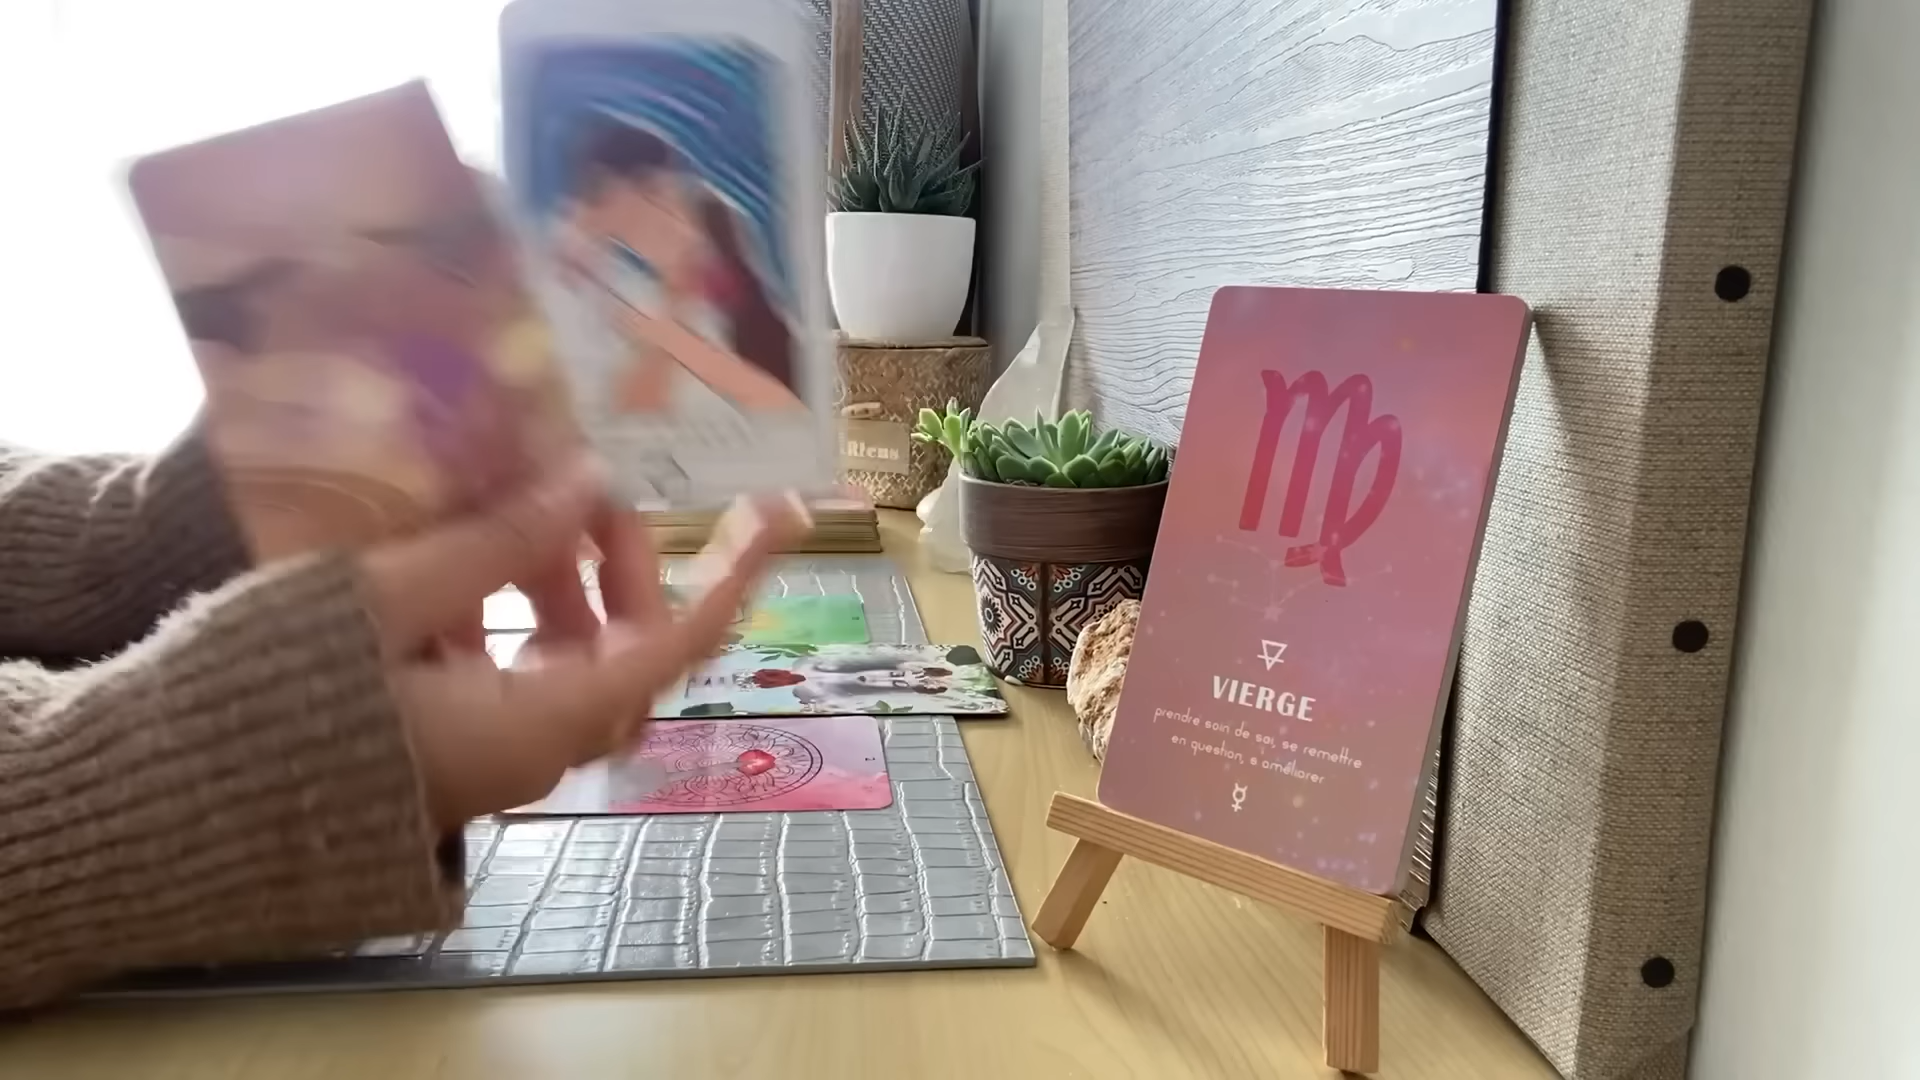 VIERGE
prendre soin de soi, se remettre
en question, s améliorer